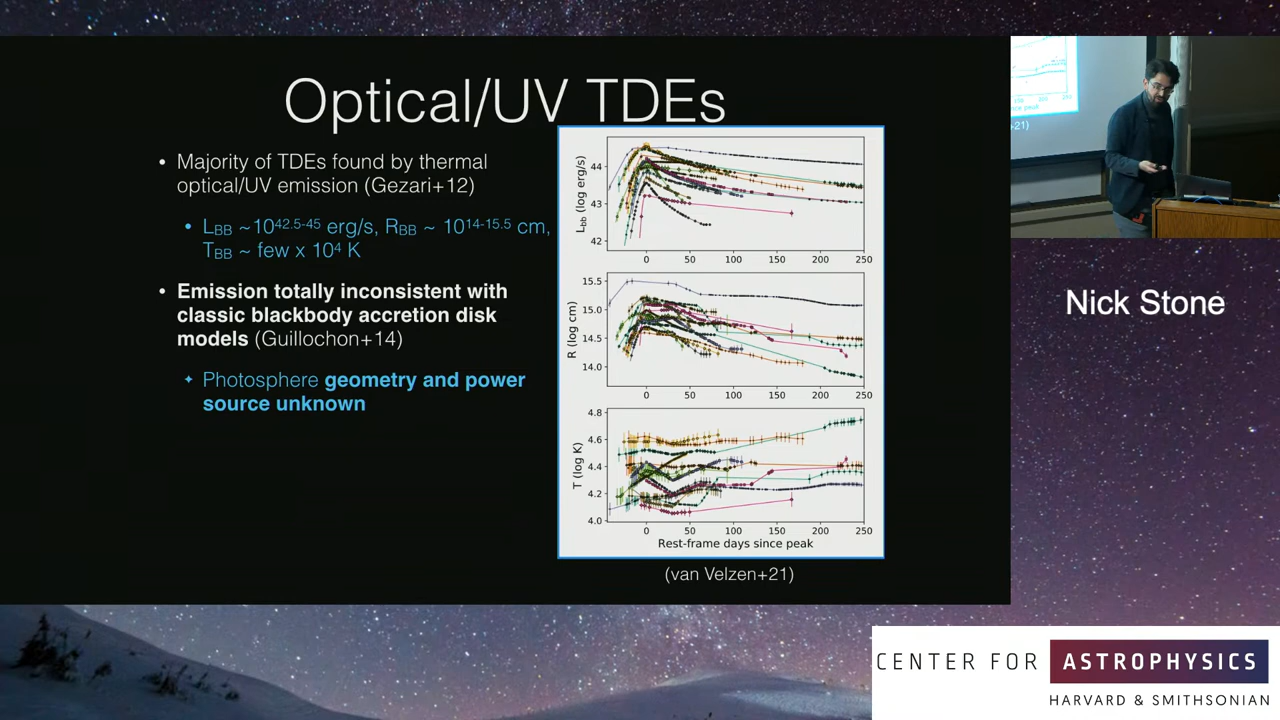 Optical/UV TDEs
• Majority of TDEs found by thermal
optical/UV emission (Gezari+12)
• LBB ~10^42.5-45 erg/s, RBB ~ 10^14-15.5 cm,
TBB ~ few x 10^4 K
• Emission totally inconsistent with
classic blackbody accretion disk
models (Guillochon+14)
✦ Photosphere geometry and power
source unknown
Lbb (log erg/s)
44
43
42
0 50 100 150 200 250
R (log cm)
15.5
15.0
14.5
14.0
0 50 100 150 200 250
T (log K)
4.8
4.6
4.4
4.2
4.0
0 50 100 150 200 250
Rest-frame days since peak
(van Velzen+21)
Nick Stone
CENTER FOR ASTROPHYSICS
HARVARD & SMITHSONIAN